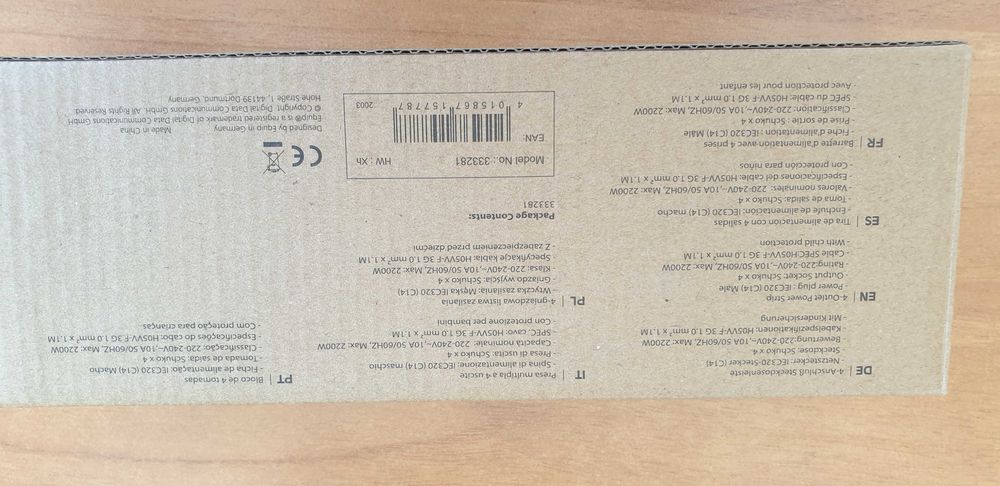 DE | 4-Anschluß Steckdosenleiste
- Netzstecker: IEC320 Stecker (C14)
- Steckdose: Schuko x 4
- Bewertung: 220-240V~,10A 50/60HZ, Max: 2200W
- Kabelspezifikationen: H05VV-F 3G 1.0 mm² x 1.1M
- Mit Kindersicherung
EN | 4- Outlet Power Strip
- Power plug : IEC320 (C14) Male
- Output Socket: Schuko x 4
- Rating:220-240V~,10A 50/60HZ, Max: 2200W
- Cable SPEC:H05VV-F 3G 1.0 mm² x 1.1M
- With child protection
ES | Tira de alimentación con 4 salidas
- Enchufe de alimentación: IEC320 (C14) macho
- Toma de salida: Schuko x 4
- Valores nominales: 220-240V~,10A 50/60HZ, Max: 2200W
- Especificaciones del cable: H05VV-F 3G 1.0 mm² x 1.1M
- Con protección para niños
FR | Barrette d'alimentation avec 4 prises
- Fiche d'alimentation : IEC320 (C14) Male
- Prise de sortie: Schuko x 4
- Classification: 220-240V~,10A 50/60HZ, Max: 2200W
- SPEC du cable: H05VV-F 3G 1.0 mm² x 1.1M
- Avec protection pour les enfant
IT | Presa multipla a 4 uscite
- Spina di alimentazione: IEC320 (C14) maschio
- Presa di uscita: Schuko x 4
- Capacità nominale: 220-240V~,10A 50/60HZ, Max: 2200W
- SPEC. cavo: H05VV-F 3G 1.0 mm² x 1.1M
- Con protezione per bambini
PL | 4-gniazdowa listwa zasilania
- Wtyczka zasilania: Męska IEC320 (C14)
- Gniazdo wyjścia: Schuko x 4
- Klasa: 220-240V~,10A 50/60HZ, Max: 2200W
- Specyfikacje kabla: H05VV-F 3G 1.0 mm² x 1.1M
- Z zabezpieczeniem przed dziećmi
Package Contents:
333281
Model No.: 333281 HW : Xh
EAN
4 015867 157787 2003
PT | Bloco de 4 tomadas
- Ficha de alimentação: IEC320 (C14) Macho
- Tomada de saída: Schuko x 4
- Classificação: 220-240V~,10A 50/60HZ, Max: 2200W
- Especificações do cabo: H05VV-F 3G 1.0 mm² x 1.1M
- Com proteção para crianças
CE
Designed by Equip in Germany Made in China
Equip® is a registered trademark of Digital Data Communications GmbH
© Copyright Digital Data Communications GmbH. All Rights Reserved.
Hohe Straße 1, 44139 Dortmund, Germany